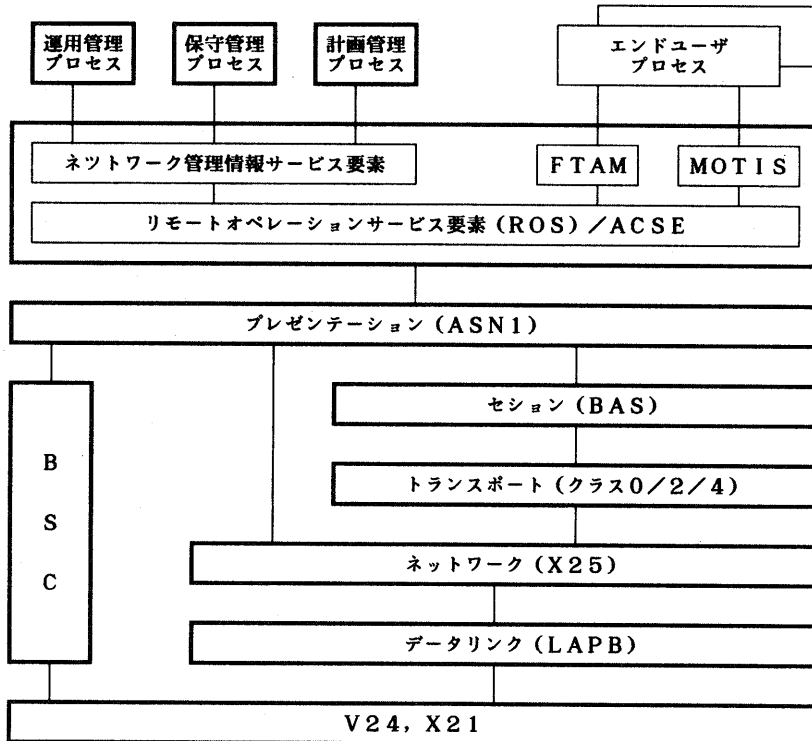 運用管理
プロセス
保守管理
プロセス
計画管理
プロセス
エンドユーザ
プロセス
ネツトワーク管理情報サービス要素
FTAM
MOTIS
リモートオペレーションサービス要素(ROS)／ACSE
プレゼンテーション(ASN1)
セション(BAS)
B
S
C
トランスポート(クラス0／2／4)
ネットワーク(X25)
データリンク(LAPB)
V24, X21